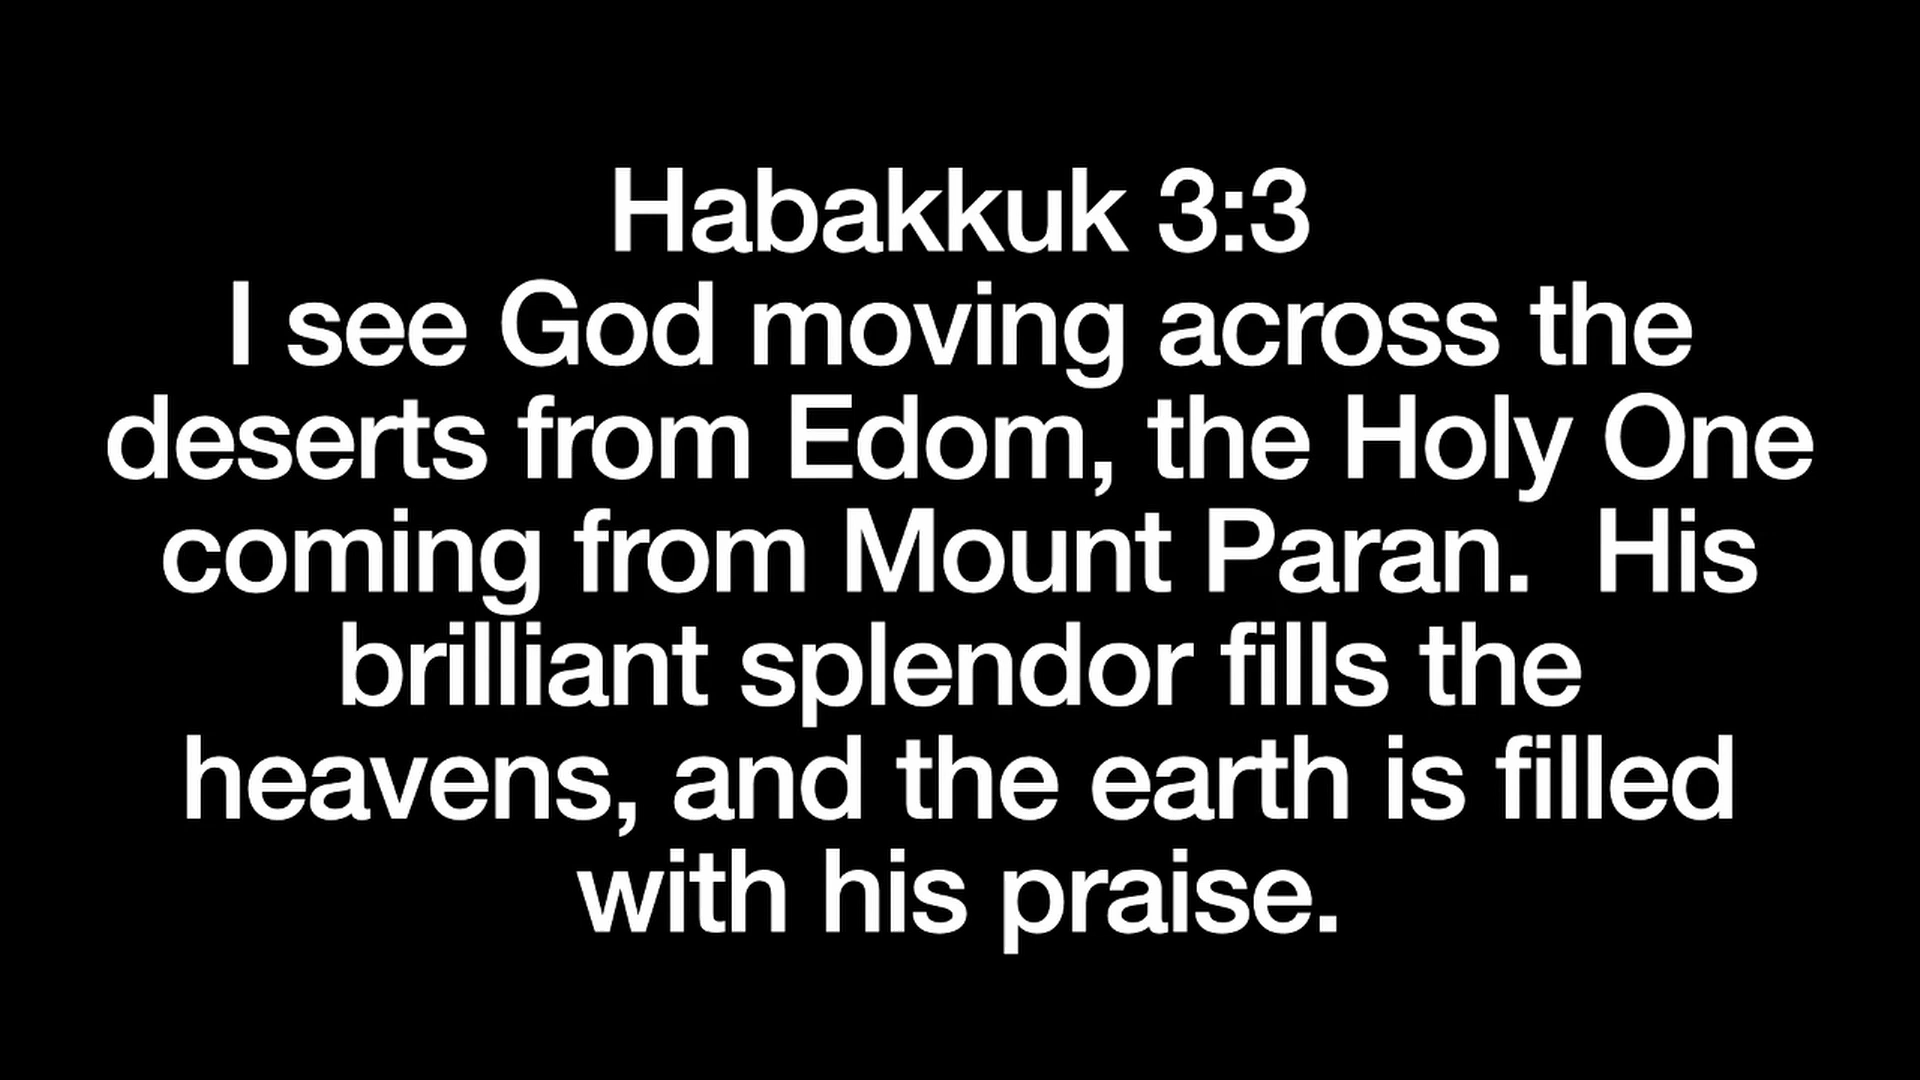 Habakkuk 3:3
I see God moving across the
deserts from Edom, the Holy One
coming from Mount Paran.  His
brilliant splendor fills the
heavens, and the earth is filled
with his praise.